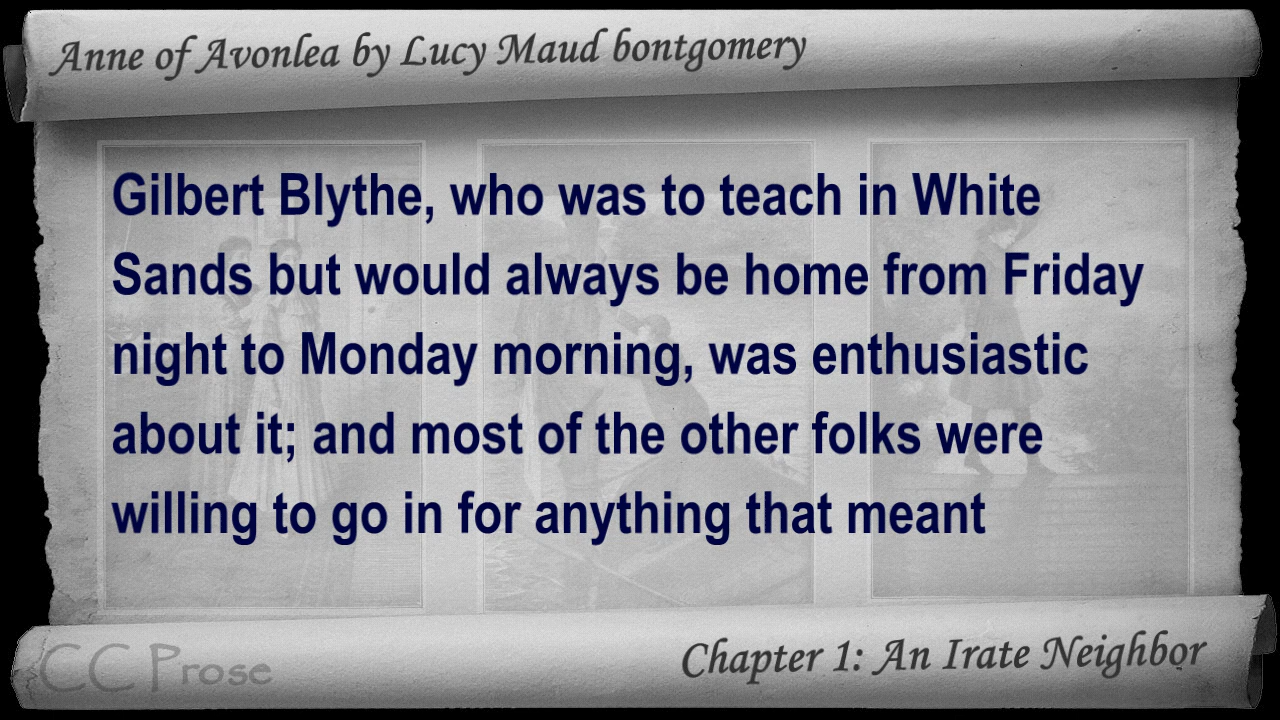 Anne of Avonlea by Lucy Maud bontgomery
Gilbert Blythe, who was to teach in White
Sands but would always be home from Friday
night to Monday morning, was enthusiastic
about it; and most of the other folks were
willing to go in for anything that meant
CC Prose
Chapter 1: An Irate Neighbor